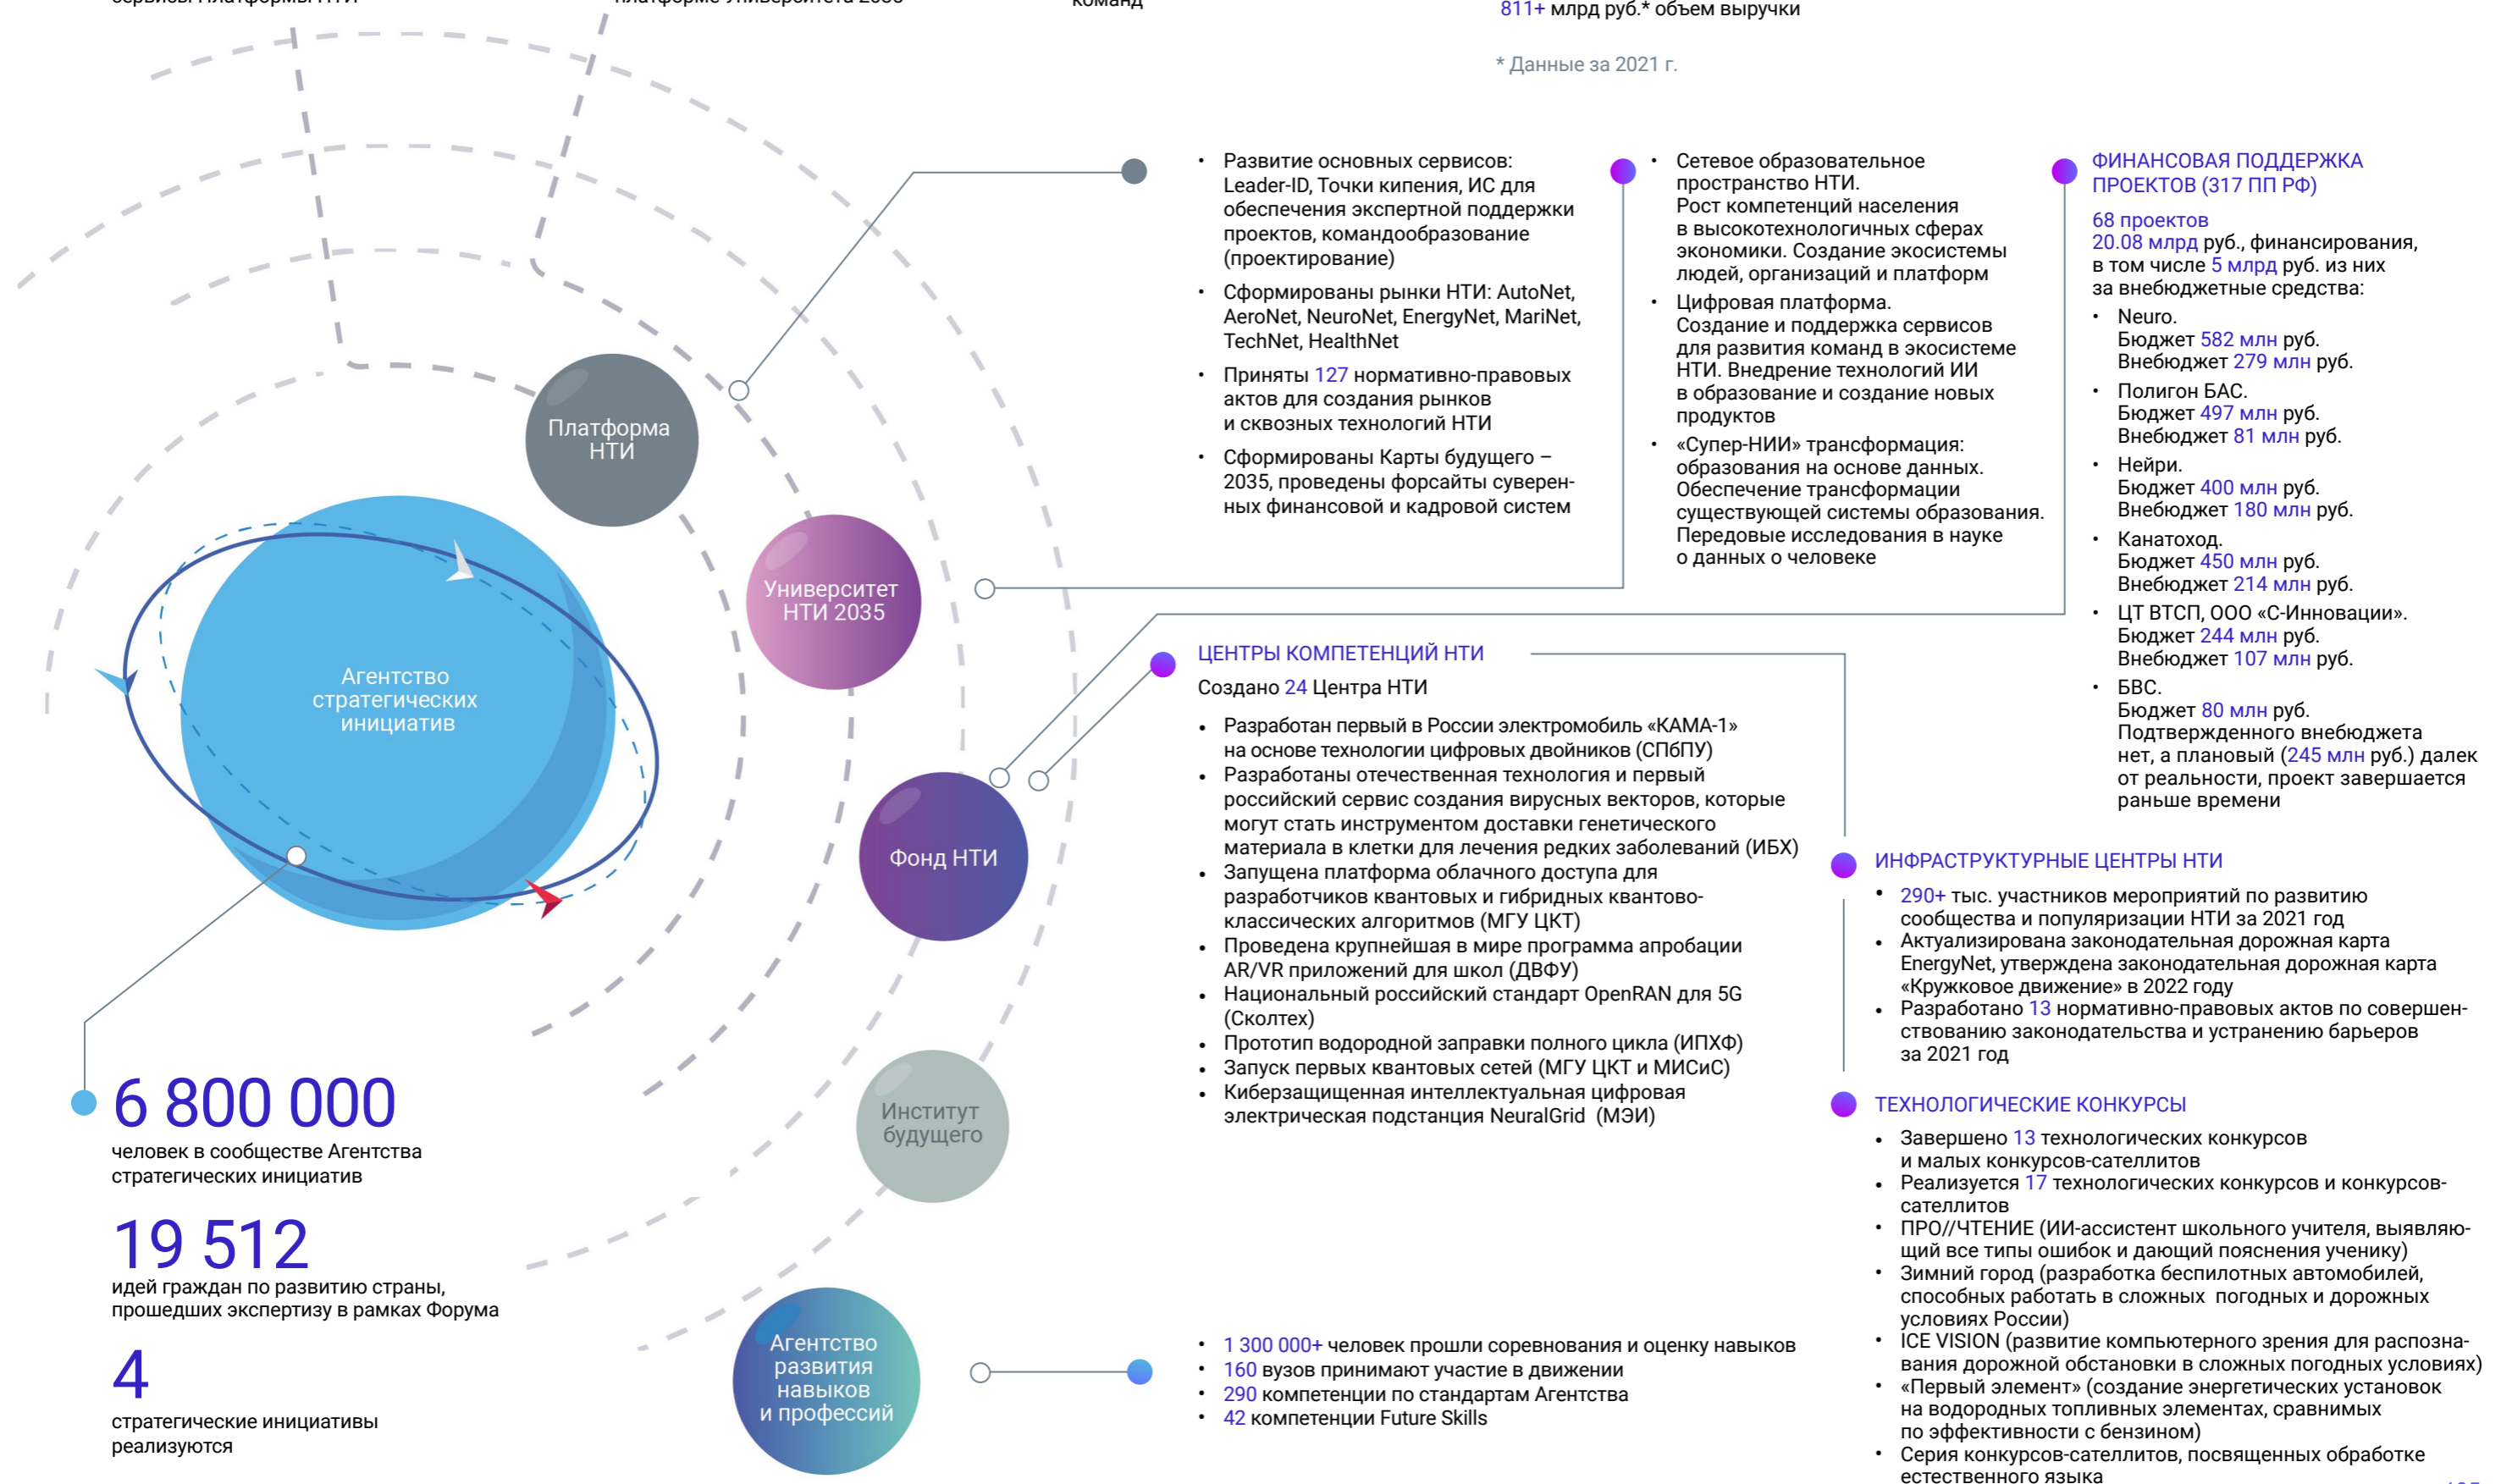 сервисы Платформы НТИ
платформе Университета 2035
команд
811+ млрд руб.* объем выручки
* Данные за 2021 г.
• Развитие основных сервисов:
Leader-ID, Точки кипения, ИС для
обеспечения экспертной поддержки
проектов, командообразование
(проектирование)
• Сформированы рынки НТИ: AutoNet,
AeroNet, NeuroNet, EnergyNet, MariNet,
TechNet, HealthNet
• Приняты 127 нормативно-правовых
актов для создания рынков
и сквозных технологий НТИ
• Сформированы Карты будущего –
2035, проведены форсайты суверен-
ных финансовой и кадровой систем
• Сетевое образовательное
пространство НТИ.
Рост компетенций населения
в высокотехнологичных сферах
экономики. Создание экосистемы
людей, организаций и платформ
• Цифровая платформа.
Создание и поддержка сервисов
для развития команд в экосистеме
НТИ. Внедрение технологий ИИ
в образование и создание новых
продуктов
• «Супер-НИИ» трансформация:
образования на основе данных.
Обеспечение трансформации
существующей системы образования.
Передовые исследования в науке
о данных о человеке
ФИНАНСОВАЯ ПОДДЕРЖКА
ПРОЕКТОВ (317 ПП РФ)
68 проектов
20.08 млрд руб., финансирования,
в том числе 5 млрд руб. из них
за внебюджетные средства:
• Neuro.
Бюджет 582 млн руб.
Внебюджет 279 млн руб.
• Полигон БАС.
Бюджет 497 млн руб.
Внебюджет 81 млн руб.
• Нейри.
Бюджет 400 млн руб.
Внебюджет 180 млн руб.
• Канатоход.
Бюджет 450 млн руб.
Внебюджет 214 млн руб.
• ЦТ ВТСП, ООО «С-Инновации».
Бюджет 244 млн руб.
Внебюджет 107 млн руб.
• БВС.
Бюджет 80 млн руб.
Подтвержденного внебюджета
нет, а плановый (245 млн руб.) далек
от реальности, проект завершается
раньше времени
Платформа
НТИ
Университет
НТИ 2035
Агентство
стратегических
инициатив
Фонд НТИ
Институт
будущего
Агентство
развития
навыков
и профессий
ЦЕНТРЫ КОМПЕТЕНЦИЙ НТИ
Создано 24 Центра НТИ
• Разработан первый в России электромобиль «КАМА-1»
на основе технологии цифровых двойников (СПбПУ)
• Разработаны отечественная технология и первый
российский сервис создания вирусных векторов, которые
могут стать инструментом доставки генетического
материала в клетки для лечения редких заболеваний (ИБХ)
• Запущена платформа облачного доступа для
разработчиков квантовых и гибридных квантово-
классических алгоритмов (МГУ ЦКТ)
• Проведена крупнейшая в мире программа апробации
AR/VR приложений для школ (ДВФУ)
• Национальный российский стандарт OpenRAN для 5G
(Сколтех)
• Прототип водородной заправки полного цикла (ИПХФ)
• Запуск первых квантовых сетей (МГУ ЦКТ и МИСиС)
• Киберзащищенная интеллектуальная цифровая
электрическая подстанция NeuralGrid (МЭИ)
ИНФРАСТРУКТУРНЫЕ ЦЕНТРЫ НТИ
• 290+ тыс. участников мероприятий по развитию
сообщества и популяризации НТИ за 2021 год
• Актуализирована законодательная дорожная карта
EnergyNet, утверждена законодательная дорожная карта
«Кружковое движение» в 2022 году
• Разработано 13 нормативно-правовых актов по совершен-
ствованию законодательства и устранению барьеров
за 2021 год
ТЕХНОЛОГИЧЕСКИЕ КОНКУРСЫ
• Завершено 13 технологических конкурсов
и малых конкурсов-сателлитов
• Реализуется 17 технологических конкурсов и конкурсов-
сателлитов
• ПРО//ЧТЕНИЕ (ИИ-ассистент школьного учителя, выявляю-
щий все типы ошибок и дающий пояснения ученику)
• Зимний город (разработка беспилотных автомобилей,
способных работать в сложных погодных и дорожных
условиях России)
• ICE VISION (развитие компьютерного зрения для распозна-
вания дорожной обстановки в сложных погодных условиях)
• «Первый элемент» (создание энергетических установок
на водородных топливных элементах, сравнимых
по эффективности с бензином)
• Серия конкурсов-сателлитов, посвященных обработке
естественного языка
6 800 000
человек в сообществе Агентства
стратегических инициатив
19 512
идей граждан по развитию страны,
прошедших экспертизу в рамках Форума
4
стратегические инициативы
реализуются
• 1 300 000+ человек прошли соревнования и оценку навыков
• 160 вузов принимают участие в движении
• 290 компетенции по стандартам Агентства
• 42 компетенции Future Skills